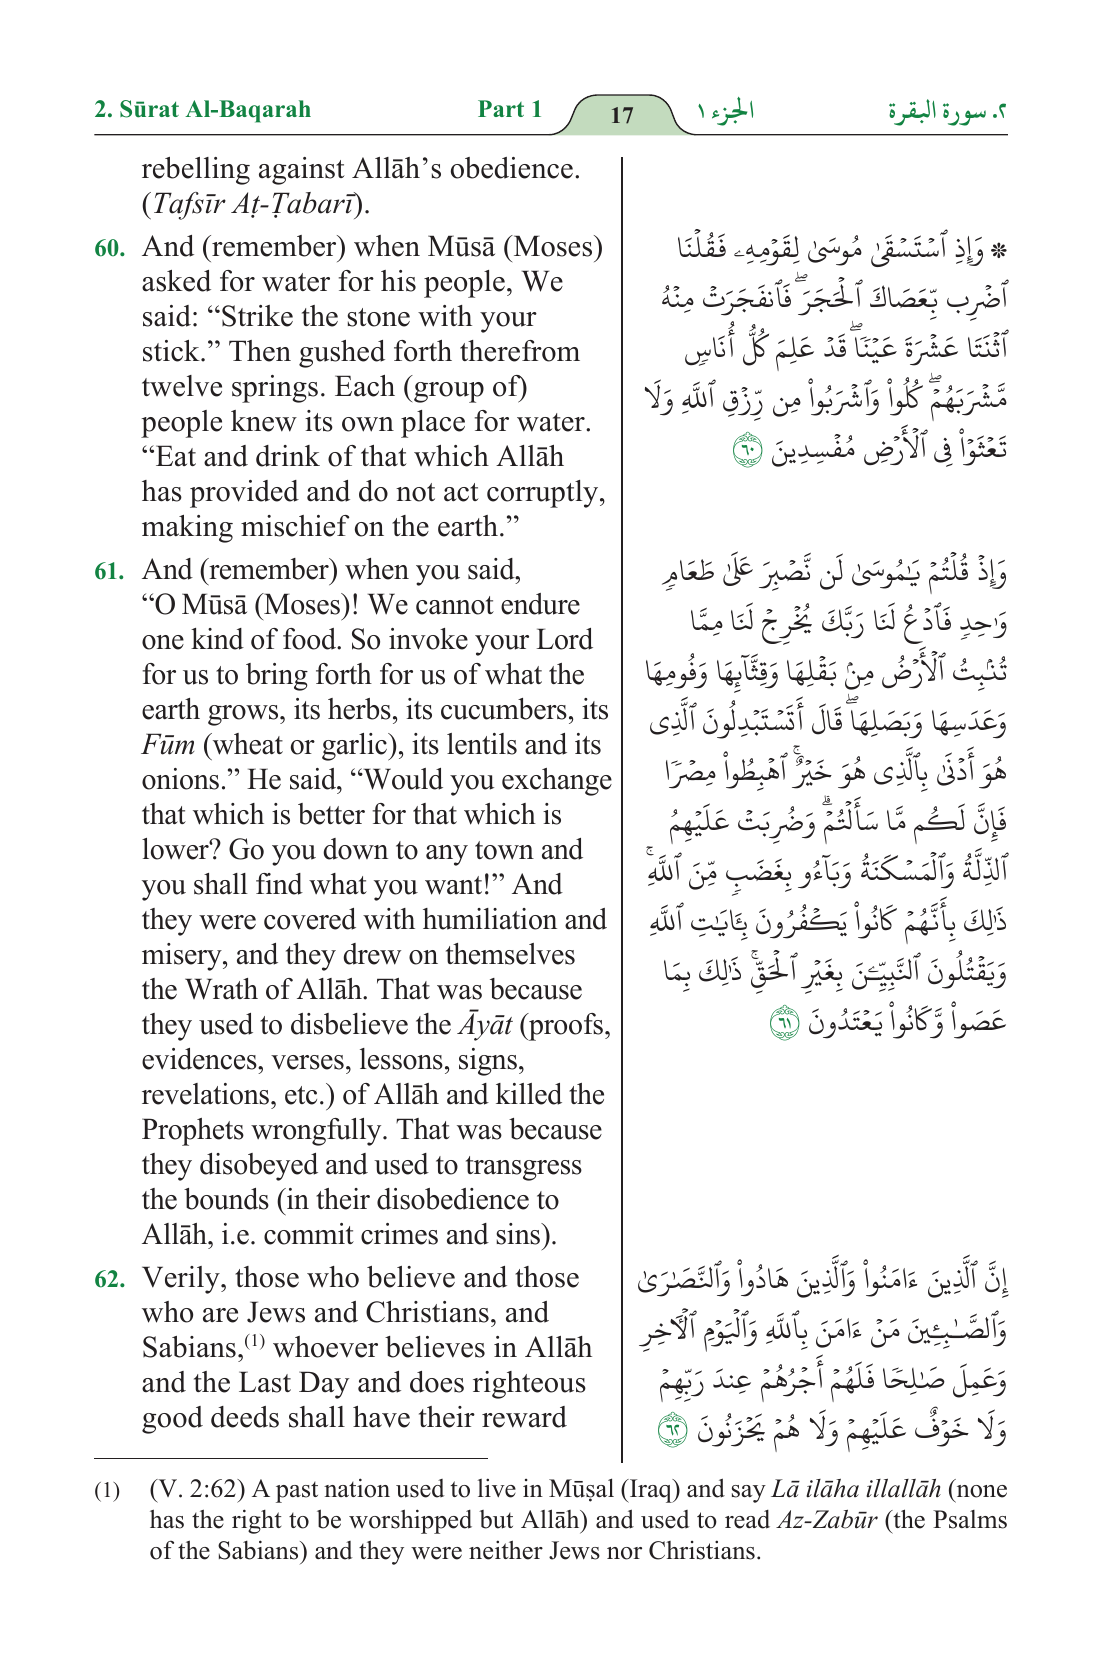 2. Sūrat Al-Baqarah
Part 1
17
الجزء ١
٢. سورة البقرة
rebelling against Allāh’s obedience.
(Tafsīr Aṭ-Ṭabarī).
60. And (remember) when Mūsā (Moses)
asked for water for his people, We
said: “Strike the stone with your
stick.” Then gushed forth therefrom
twelve springs. Each (group of)
people knew its own place for water.
“Eat and drink of that which Allāh
has provided and do not act corruptly,
making mischief on the earth.”
61. And (remember) when you said,
“O Mūsā (Moses)! We cannot endure
one kind of food. So invoke your Lord
for us to bring forth for us of what the
earth grows, its herbs, its cucumbers, its
Fūm (wheat or garlic), its lentils and its
onions.” He said, “Would you exchange
that which is better for that which is
lower? Go you down to any town and
you shall find what you want!” And
they were covered with humiliation and
misery, and they drew on themselves
the Wrath of Allāh. That was because
they used to disbelieve the Āyāt (proofs,
evidences, verses, lessons, signs,
revelations, etc.) of Allāh and killed the
Prophets wrongfully. That was because
they disobeyed and used to transgress
the bounds (in their disobedience to
Allāh, i.e. commit crimes and sins).
62. Verily, those who believe and those
who are Jews and Christians, and
Sabians,(1) whoever believes in Allāh
and the Last Day and does righteous
good deeds shall have their reward
۞ وَإِذِ ٱسۡتَسۡقَىٰ مُوسَىٰ لِقَوۡمِهِۦ فَقُلۡنَا
ٱضۡرِب بِّعَصَاكَ ٱلۡحَجَرَۖ فَٱنفَجَرَتۡ مِنۡهُ
ٱثۡنَتَا عَشۡرَةَ عَيۡنٗاۖ قَدۡ عَلِمَ كُلُّ أُنَاسٖ
مَّشۡرَبَهُمۡۖ كُلُواْ وَٱشۡرَبُواْ مِن رِّزۡقِ ٱللَّهِ وَلَا
تَعۡثَوۡاْ فِي ٱلۡأَرۡضِ مُفۡسِدِينَ ٦٠
وَإِذۡ قُلۡتُمۡ يَٰمُوسَىٰ لَن نَّصۡبِرَ عَلَىٰ طَعَامٖ
وَٰحِدٖ فَٱدۡعُ لَنَا رَبَّكَ يُخۡرِجۡ لَنَا مِمَّا
تُنۢبِتُ ٱلۡأَرۡضُ مِنۢ بَقۡلِهَا وَقِثَّآئِهَا وَفُومِهَا
وَعَدَسِهَا وَبَصَلِهَاۖ قَالَ أَتَسۡتَبۡدِلُونَ ٱلَّذِي
هُوَ أَدۡنَىٰ بِٱلَّذِي هُوَ خَيۡرٌۚ ٱهۡبِطُواْ مِصۡرٗا
فَإِنَّ لَكُم مَّا سَأَلۡتُمۡۗ وَضُرِبَتۡ عَلَيۡهِمُ
ٱلذِّلَّةُ وَٱلۡمَسۡكَنَةُ وَبَآءُو بِغَضَبٖ مِّنَ ٱللَّهِۚ
ذَٰلِكَ بِأَنَّهُمۡ كَانُواْ يَكۡفُرُونَ بِـَٔايَٰتِ ٱللَّهِ
وَيَقۡتُلُونَ ٱلنَّبِيِّـۧنَ بِغَيۡرِ ٱلۡحَقِّۚ ذَٰلِكَ بِمَا
عَصَواْ وَّكَانُواْ يَعۡتَدُونَ ٦١
إِنَّ ٱلَّذِينَ ءَامَنُواْ وَٱلَّذِينَ هَادُواْ وَٱلنَّصَٰرَىٰ
وَٱلصَّٰبِـِٔينَ مَنۡ ءَامَنَ بِٱللَّهِ وَٱلۡيَوۡمِ ٱلۡأٓخِرِ
وَعَمِلَ صَٰلِحٗا فَلَهُمۡ أَجۡرُهُمۡ عِندَ رَبِّهِمۡ
وَلَا خَوۡفٌ عَلَيۡهِمۡ وَلَا هُمۡ يَحۡزَنُونَ ٦٢
(1) (V. 2:62) A past nation used to live in Mūṣal (Iraq) and say Lā ilāha illallāh (none
has the right to be worshipped but Allāh) and used to read Az-Zabūr (the Psalms
of the Sabians) and they were neither Jews nor Christians.